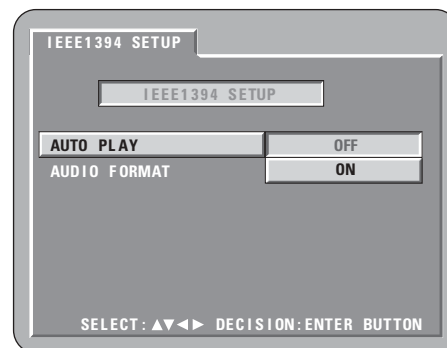 IEEE1394 SETUP
IEEE1394 SETUP
AUTO PLAY OFF
AUDIO FORMAT ON
SELECT:▲▼◄► DECISION:ENTER BUTTON